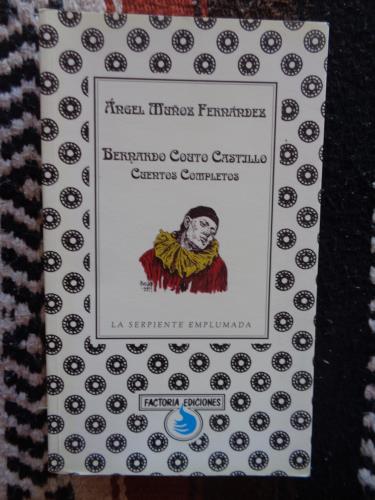 Ángel Muñoz Fernández
Bernardo Couto Castillo
Cuentos Completos
LA SERPIENTE EMPLUMADA
FACTORIA EDICIONES